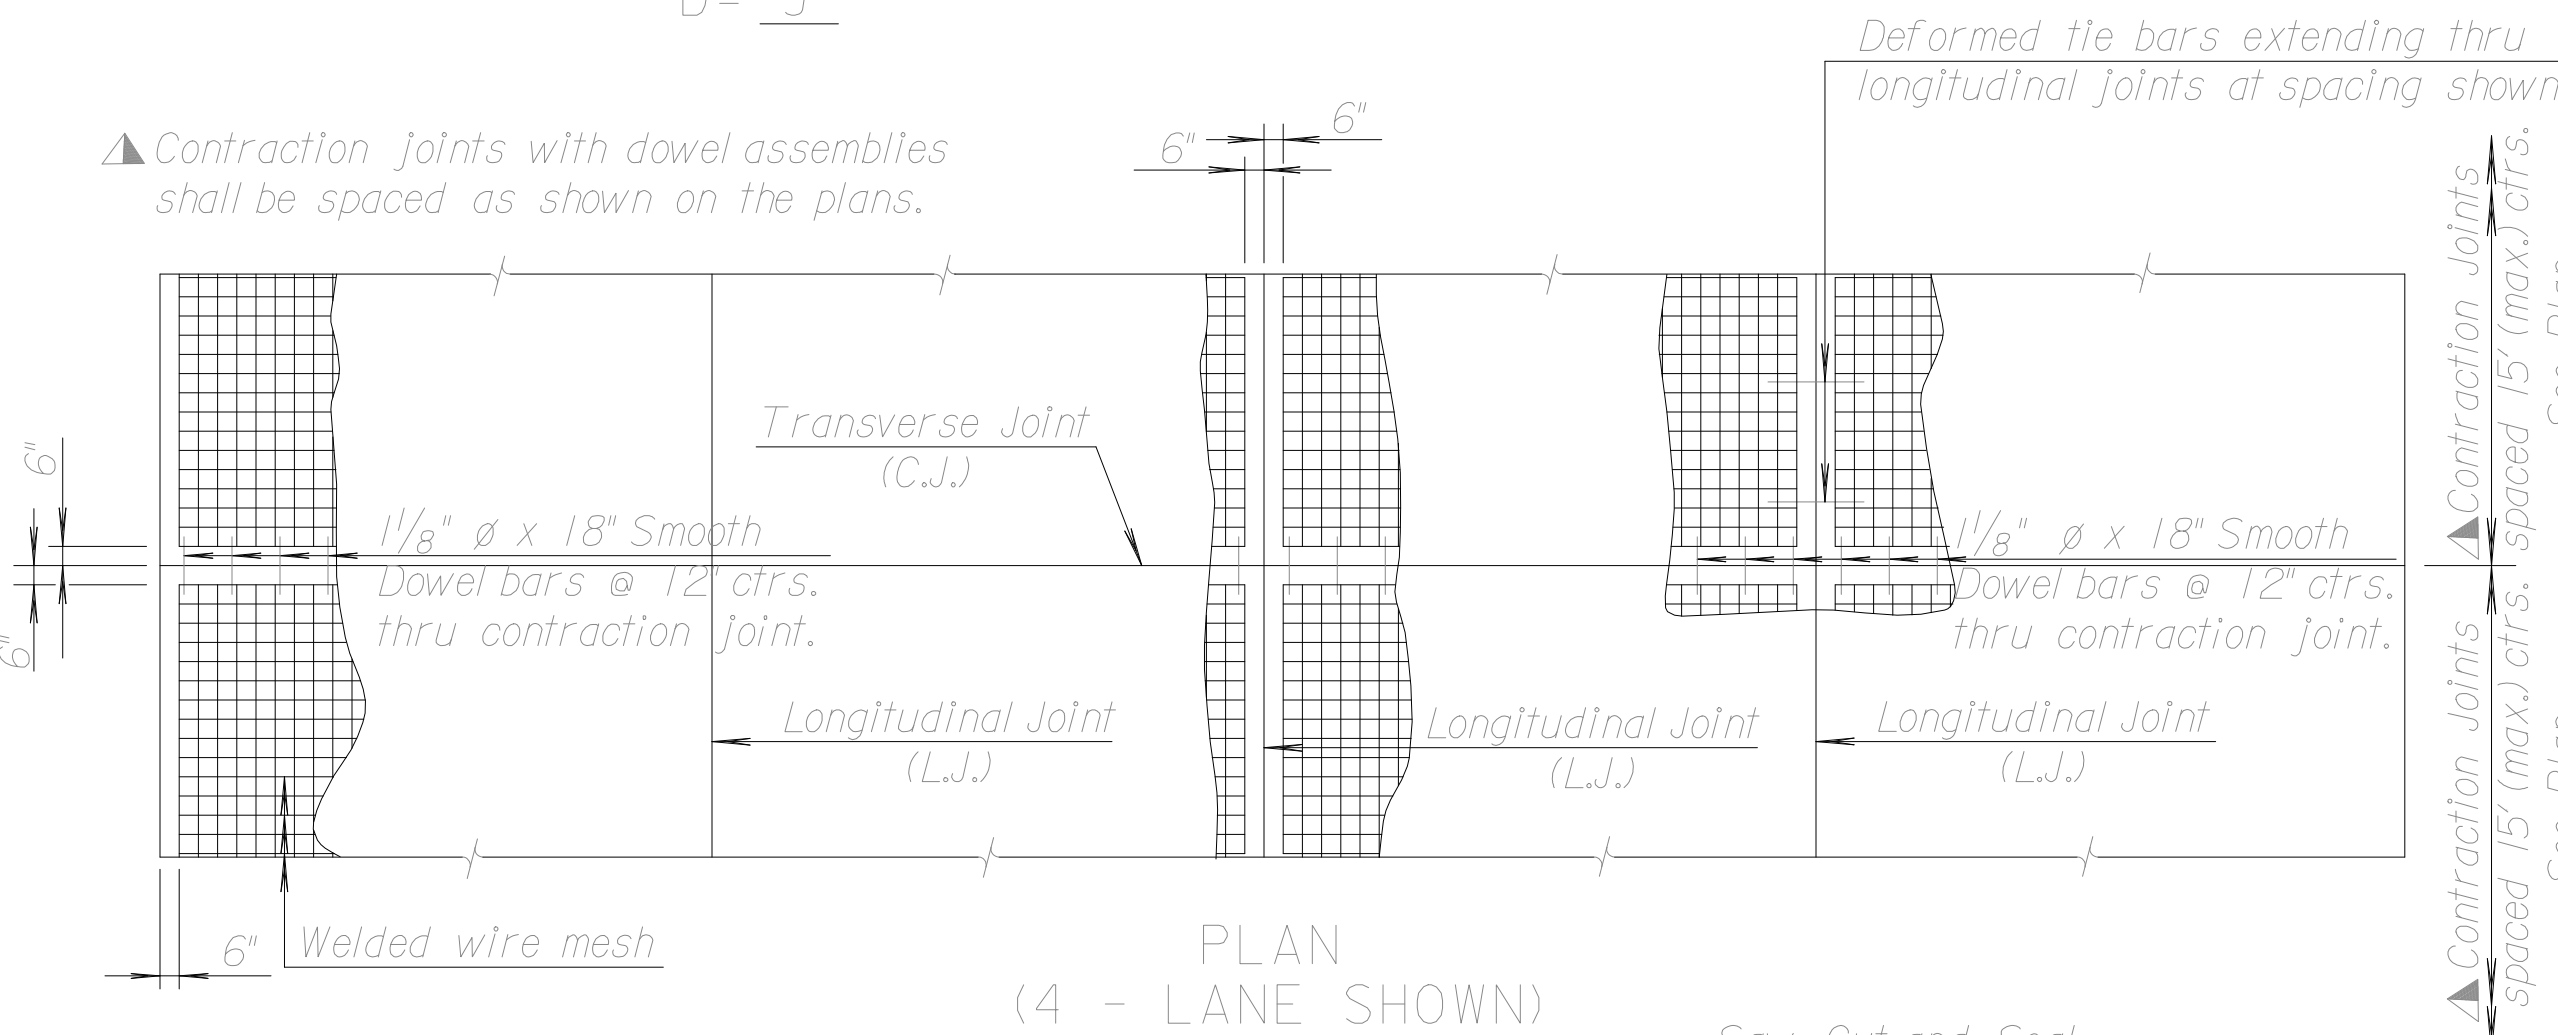 Deformed tie bars extending thru
longitudinal joints at spacing shown
Contraction joints with dowel assemblies
shall be spaced as shown on the plans.
6"
6"
Transverse Joint
(C.J.)
6"
6"
1 1/8" ø x 18" Smooth
Dowel bars @ 12" ctrs.
thru contraction joint.
1 1/8" ø x 18" Smooth
Dowel bars @ 12" ctrs.
thru contraction joint.
Longitudinal Joint
(L.J.)
Longitudinal Joint
(L.J.)
Longitudinal Joint
(L.J.)
Contraction Joints
spaced 15' (max.) ctrs.
Contraction Joints
spaced 15' (max.) ctrs.
6"
Welded wire mesh
PLAN
(4 - LANE SHOWN)